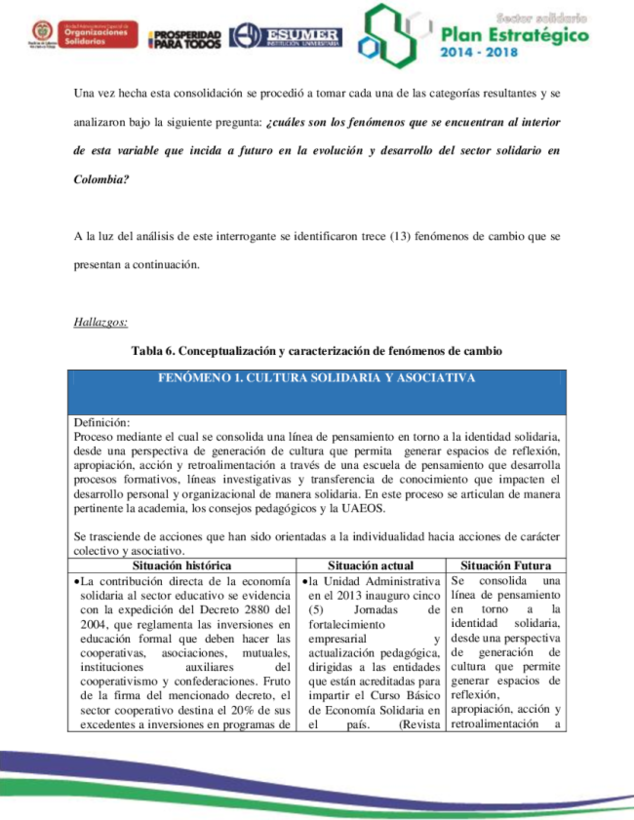 Unidad Administrativa Especial de
Organizaciones
Solidarias
PROSPERIDAD
PARA TODOS
ESUMER
INSTITUCIÓN UNIVERSITARIA
Sector solidario
Plan Estratégico
2014 - 2018
Una vez hecha esta consolidación se procedió a tomar cada una de las categorías resultantes y se
analizaron bajo la siguiente pregunta: ¿cuáles son los fenómenos que se encuentran al interior
de esta variable que incida a futuro en la evolución y desarrollo del sector solidario en
Colombia?
A la luz del análisis de este interrogante se identificaron trece (13) fenómenos de cambio que se
presentan a continuación.
Hallazgos:
Tabla 6. Conceptualización y caracterización de fenómenos de cambio
FENÓMENO 1. CULTURA SOLIDARIA Y ASOCIATIVA
Definición:
Proceso mediante el cual se consolida una línea de pensamiento en torno a la identidad solidaria,
desde una perspectiva de generación de cultura que permita generar espacios de reflexión,
apropiación, acción y retroalimentación a través de una escuela de pensamiento que desarrolla
procesos formativos, líneas investigativas y transferencia de conocimiento que impacten el
desarrollo personal y organizacional de manera solidaria. En este proceso se articulan de manera
pertinente la academia, los consejos pedagógicos y la UAEOS.
Se trasciende de acciones que han sido orientadas a la individualidad hacia acciones de carácter
colectivo y asociativo.
Situación histórica
•La contribución directa de la economía
solidaria al sector educativo se evidencia
con la expedición del Decreto 2880 del
2004, que reglamenta las inversiones en
educación formal que deben hacer las
cooperativas, asociaciones, mutuales,
instituciones auxiliares del
cooperativismo y confederaciones. Fruto
de la firma del mencionado decreto, el
sector cooperativo destina el 20% de sus
excedentes a inversiones en programas de
Situación actual
•la Unidad Administrativa
en el 2013 inauguro cinco
(5) Jornadas de
fortalecimiento
empresarial y
actualización pedagógica,
dirigidas a las entidades
que están acreditadas para
impartir el Curso Básico
de Economía Solidaria en
el país. (Revista
Situación Futura
Se consolida una
línea de pensamiento
en torno a la
identidad solidaria,
desde una perspectiva
de generación de
cultura que permite
generar espacios de
reflexión,
apropiación, acción y
retroalimentación a